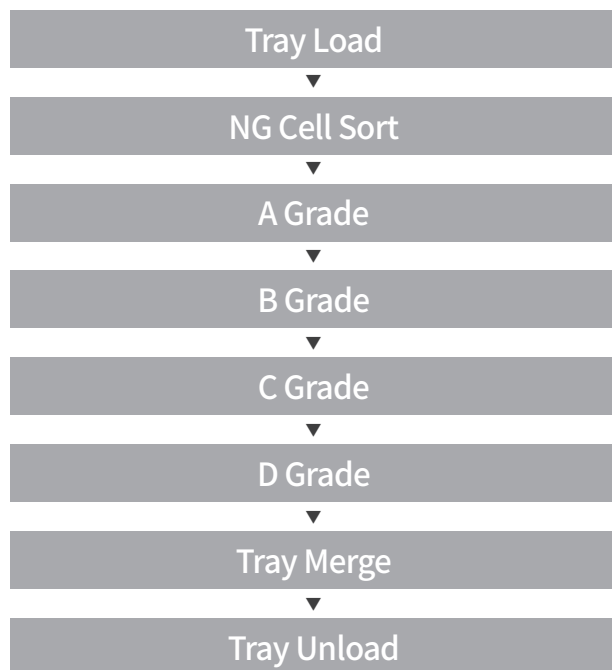 Tray Load
NG Cell Sort
A Grade
B Grade
C Grade
D Grade
Tray Merge
Tray Unload